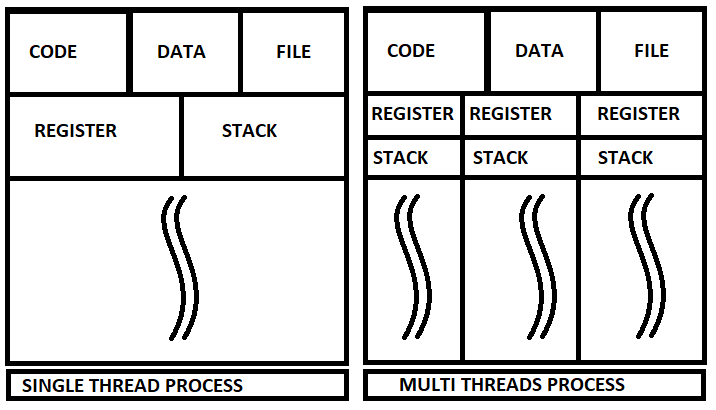 CODE DATA FILE
REGISTER STACK
SINGLE THREAD PROCESS
CODE DATA FILE
REGISTER REGISTER REGISTER
STACK STACK STACK
MULTI THREADS PROCESS